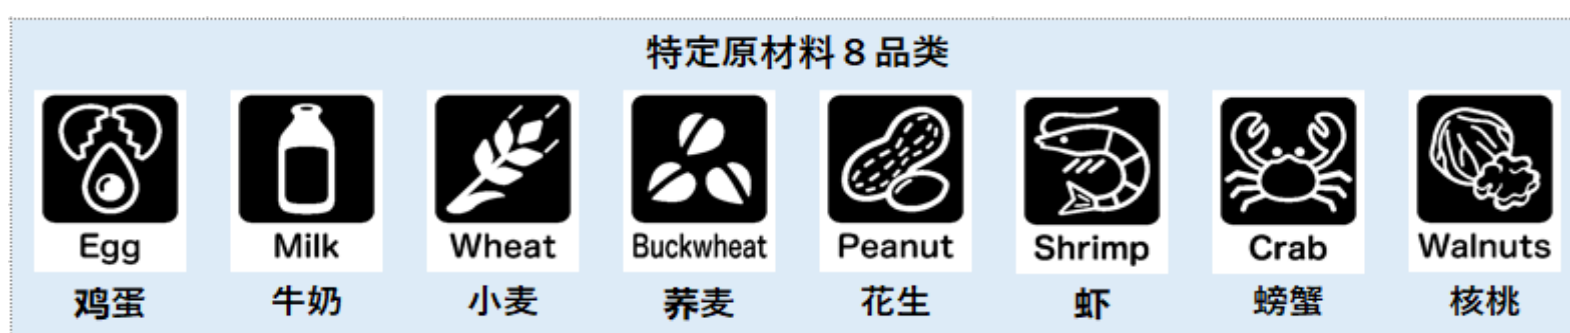 特定原材料８品类
Egg Milk Wheat Buckwheat Peanut Shrimp Crab Walnuts
鸡蛋 牛奶 小麦 荞麦 花生 虾 螃蟹 核桃